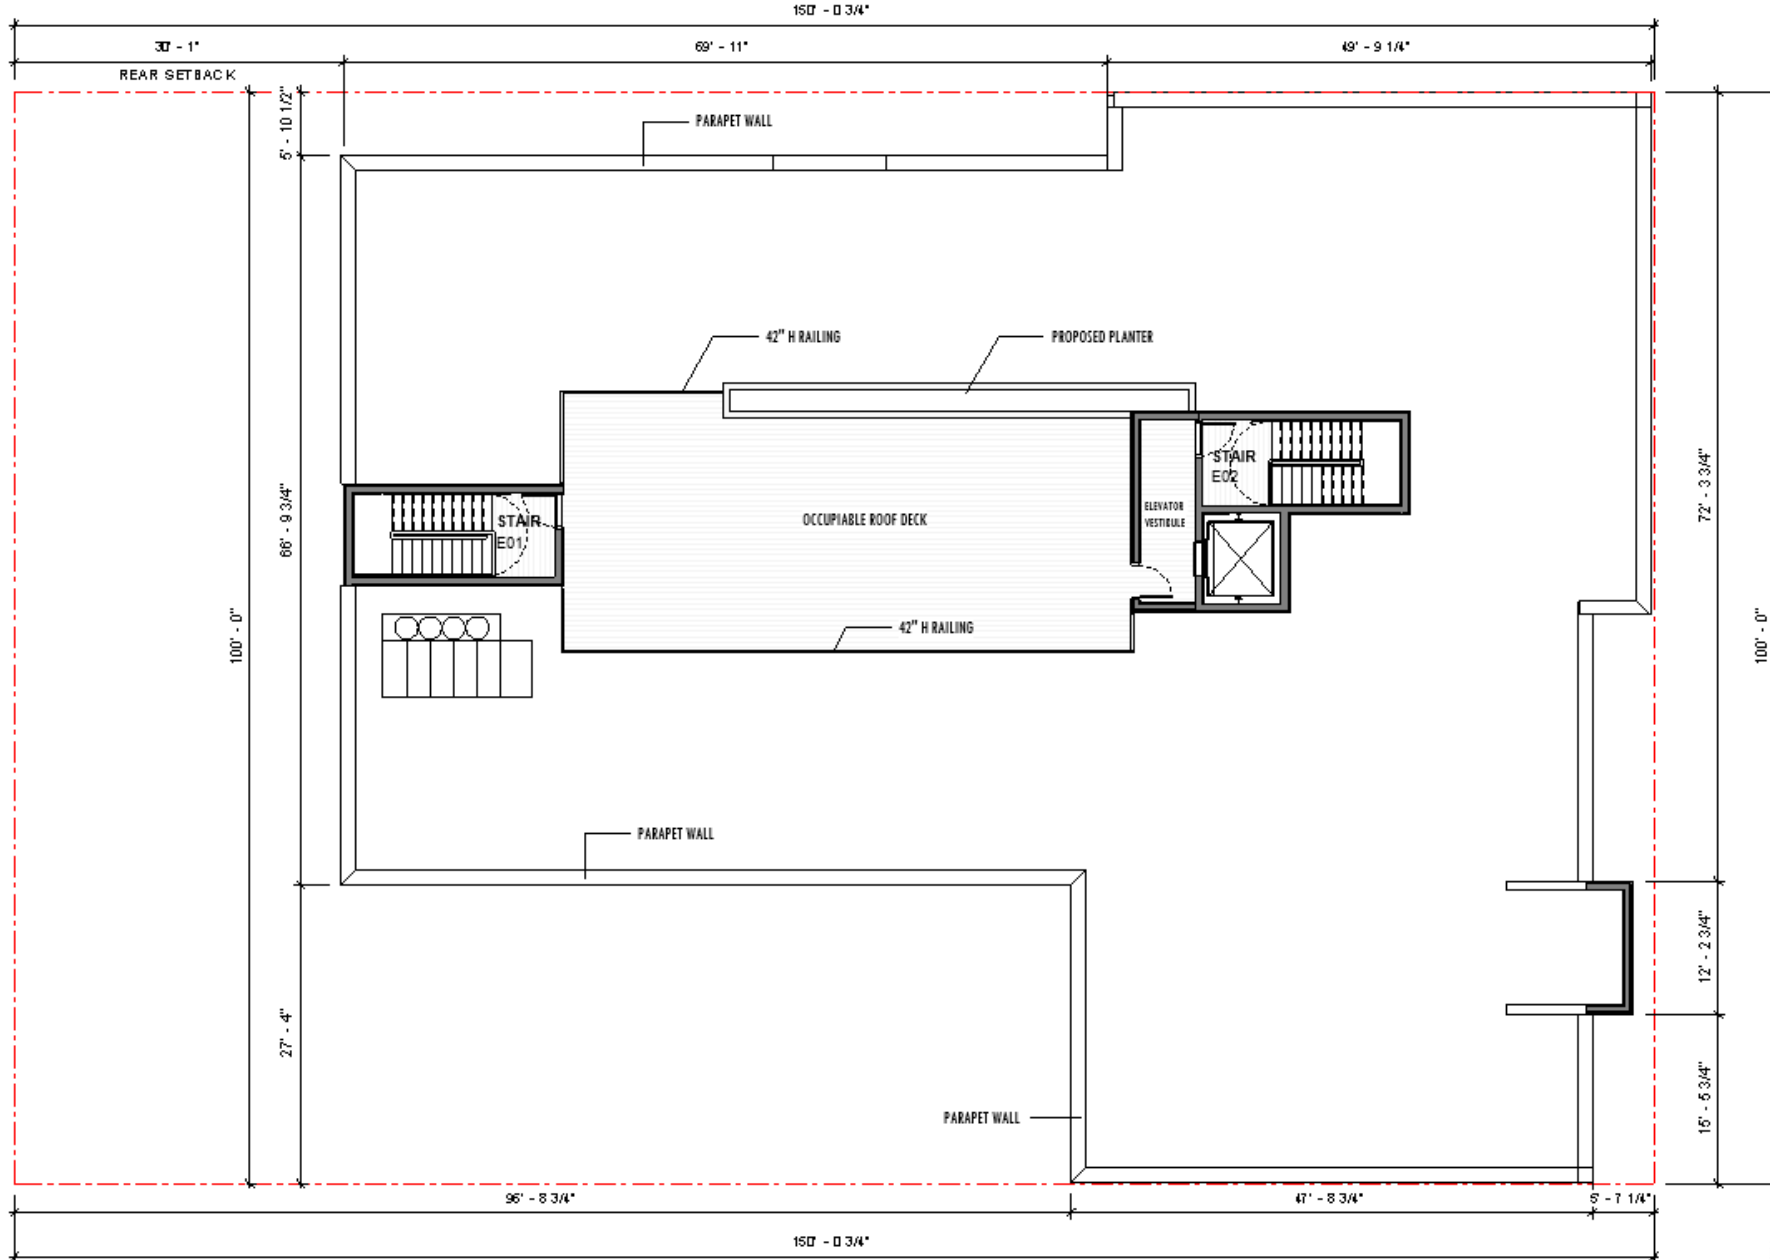 150' - 0 3/4"
30' - 1"
69' - 11"
49' - 9 1/4"
REAR SETBACK
5' - 10 1/2"
PARAPET WALL
42" H RAILING
PROPOSED PLANTER
STAIR
E02
72' - 3 3/4"
66' - 9 3/4"
STAIR
E01
OCCUPIABLE ROOF DECK
ELEVATOR
VESTIBULE
100' - 0"
42" H RAILING
100' - 0"
PARAPET WALL
12' - 2 3/4"
27' - 4"
PARAPET WALL
15' - 5 3/4"
96' - 8 3/4"
47' - 8 3/4"
5' - 7 1/4"
150' - 0 3/4"